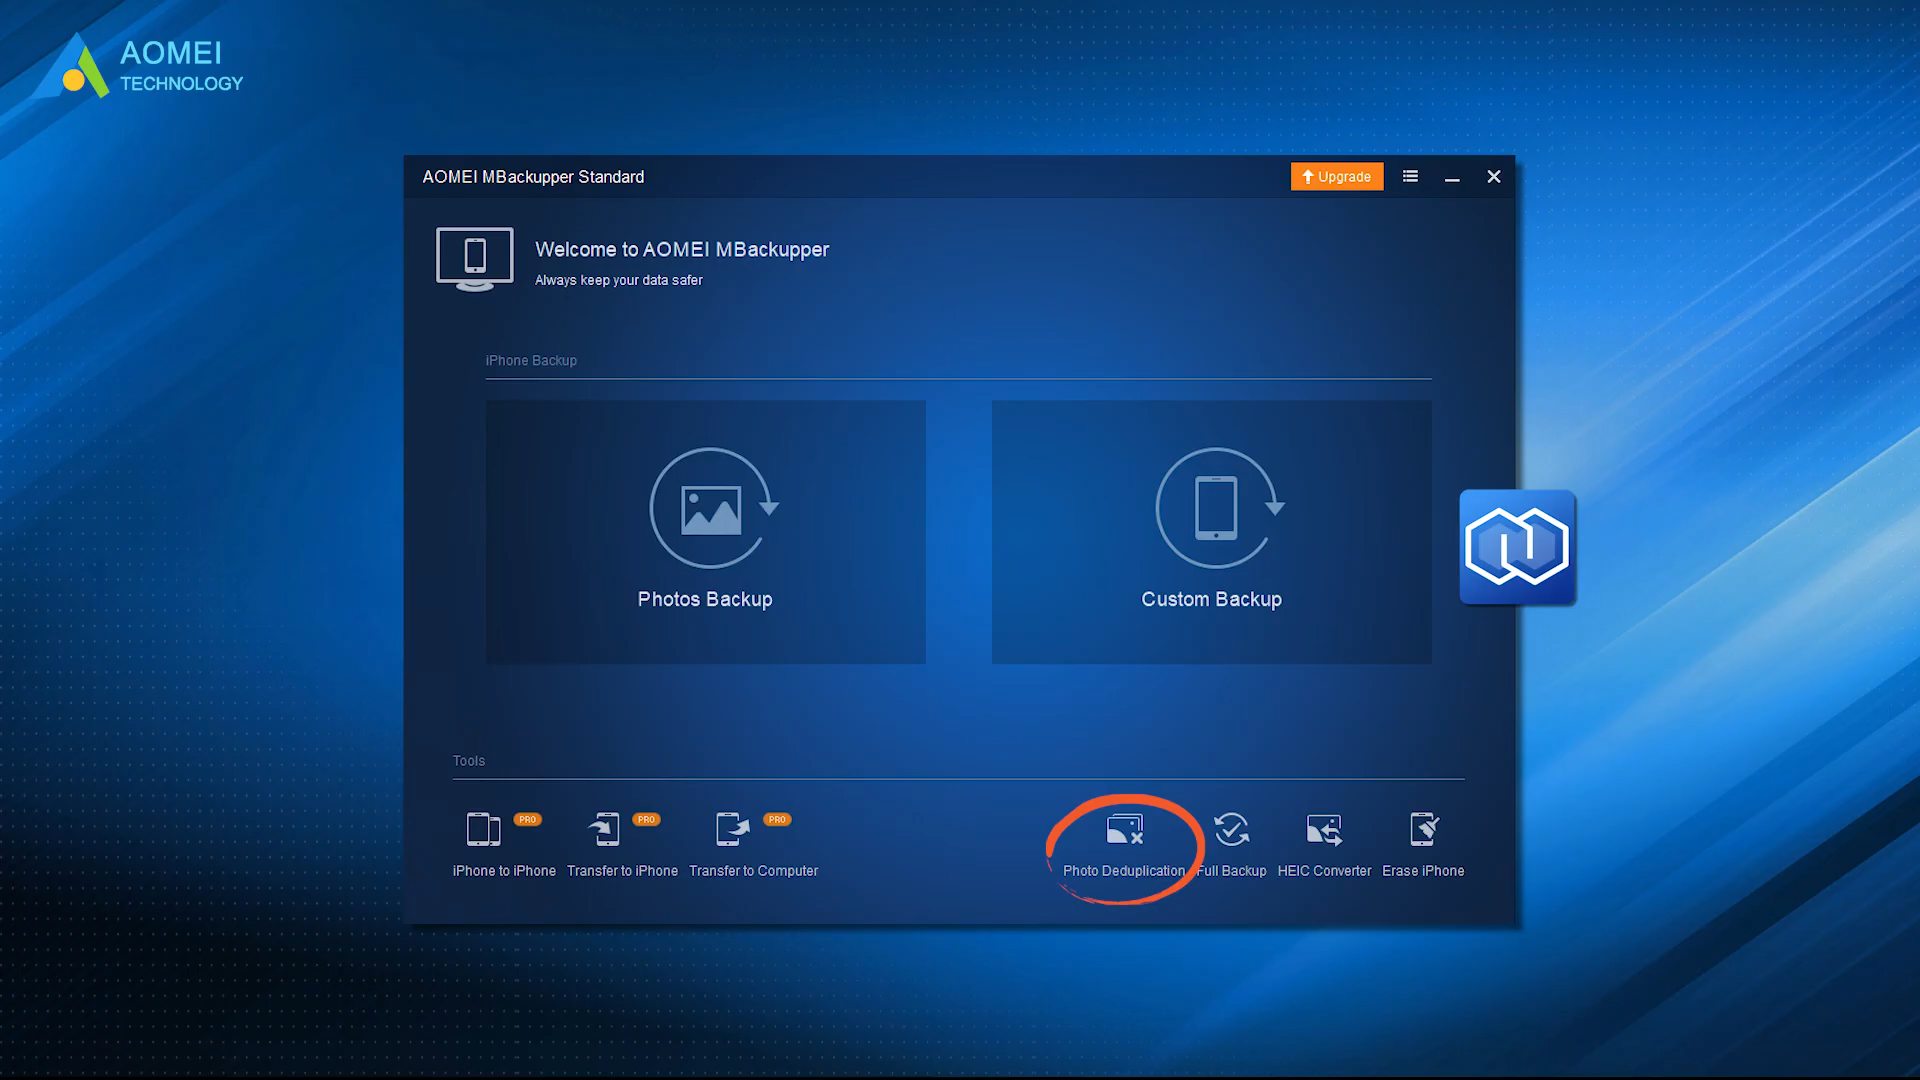 AOMEI
TECHNOLOGY
AOMEI MBackupper Standard
Upgrade
Welcome to AOMEI MBackupper
Always keep your data safer
iPhone Backup
Photos Backup
Custom Backup
Tools
PRO
PRO
PRO
iPhone to iPhone
Transfer to iPhone
Transfer to Computer
Photo Deduplication
Full Backup
HEIC Converter
Erase iPhone